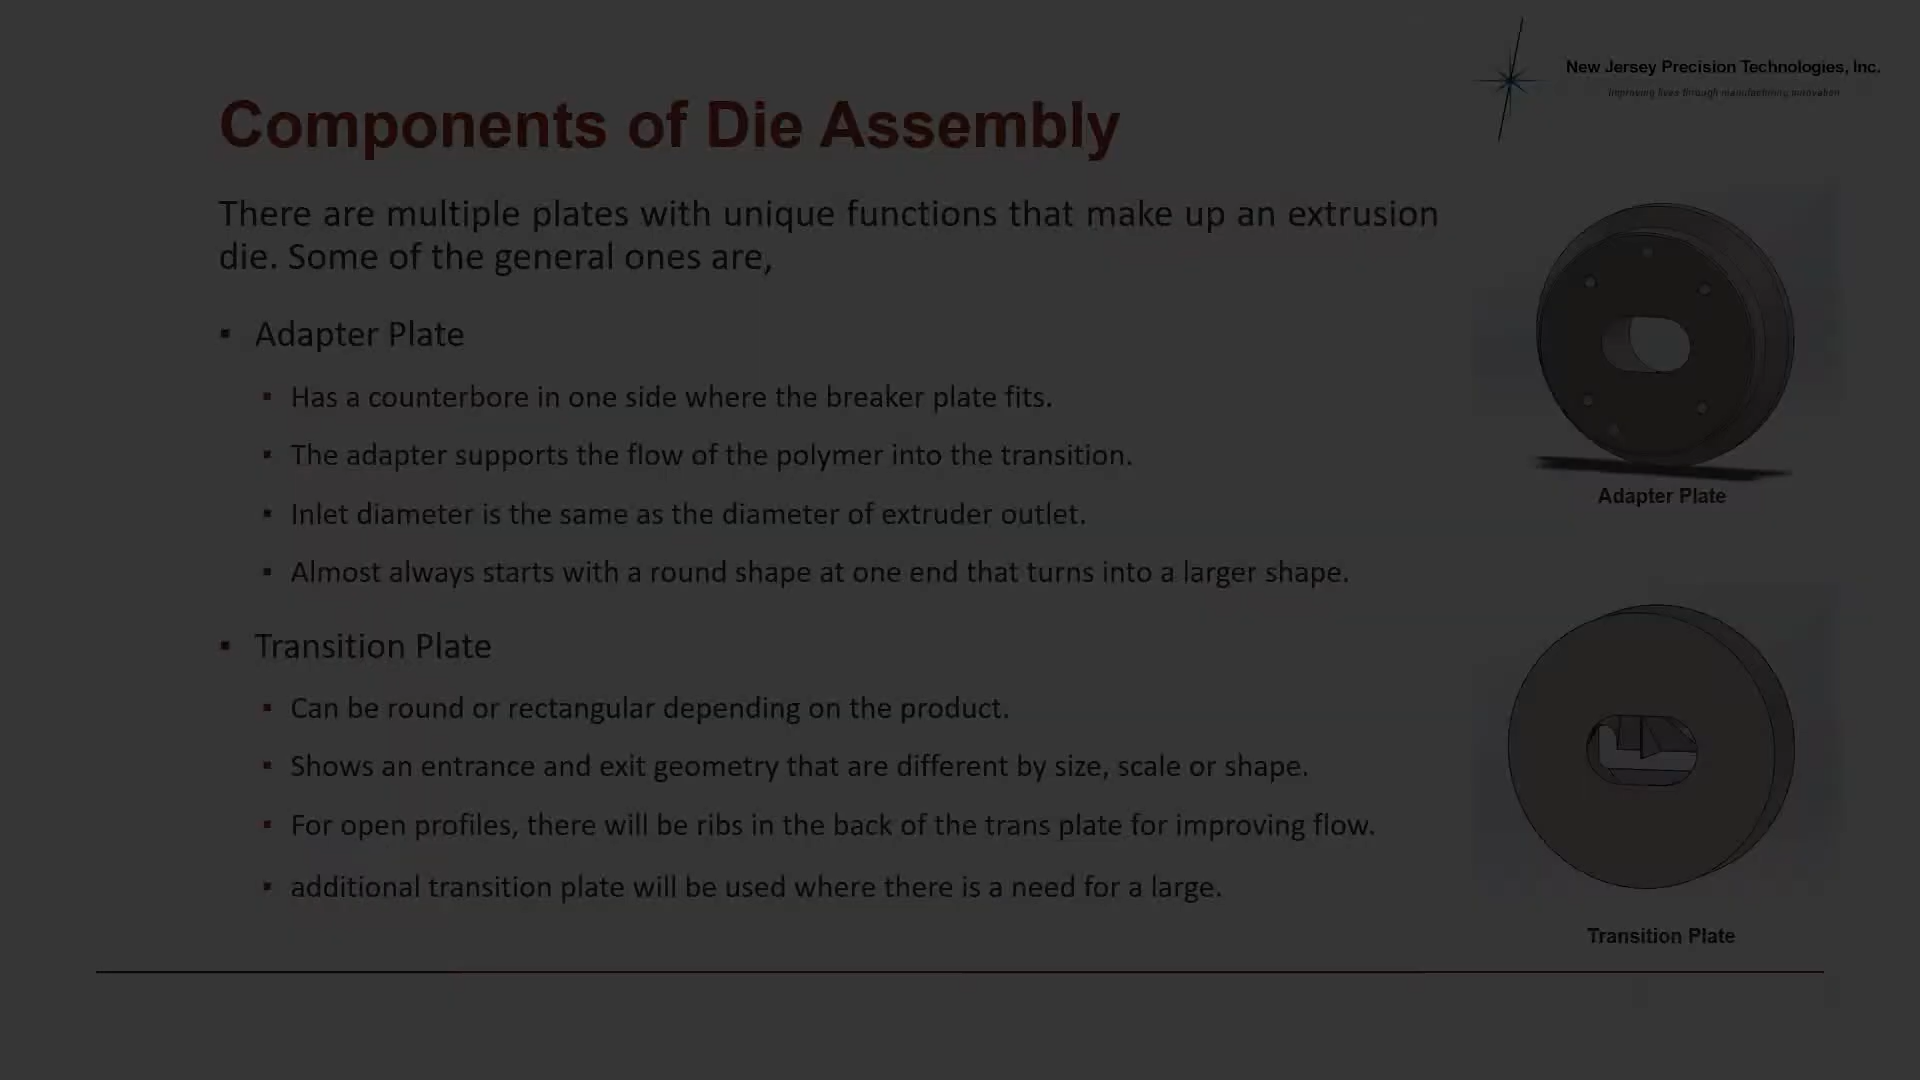 New Jersey Precision Technologies, Inc.
Improving lives through manufacturing innovation
Components of Die Assembly
There are multiple plates with unique functions that make up an extrusion
die. Some of the general ones are,
▪ Adapter Plate
▪ Has a counterbore in one side where the breaker plate fits.
▪ The adapter supports the flow of the polymer into the transition.
▪ Inlet diameter is the same as the diameter of extruder outlet.
▪ Almost always starts with a round shape at one end that turns into a larger shape.
▪ Transition Plate
▪ Can be round or rectangular depending on the product.
▪ Shows an entrance and exit geometry that are different by size, scale or shape.
▪ For open profiles, there will be ribs in the back of the trans plate for improving flow.
▪ additional transition plate will be used where there is a need for a large.
Adapter Plate
Transition Plate